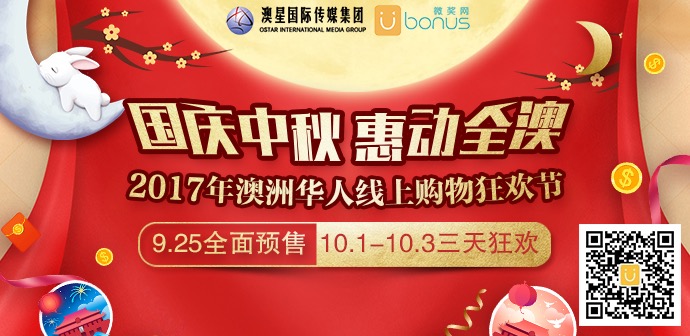 澳星国际传媒集团
OSTAR INTERNATIONAL MEDIA GROUP
微奖网
Ubonus
国庆中秋 惠动全澳
2017年澳洲华人线上购物狂欢节
9.25全面预售 10.1-10.3三天狂欢